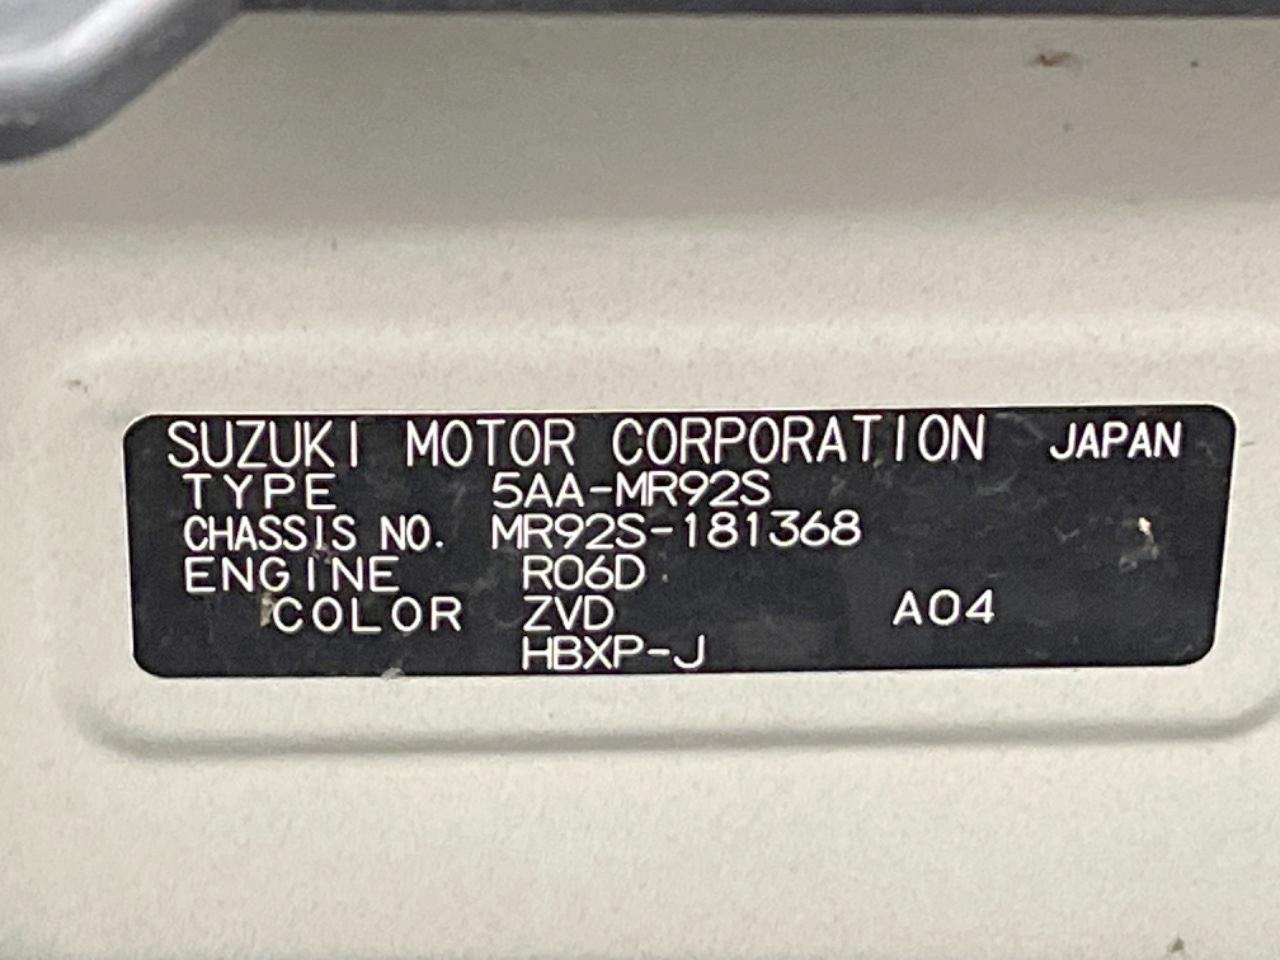 SUZUKI MOTOR CORPORATION JAPAN
TYPE 5AA-MR92S
CHASSIS NO. MR92S-181368
ENGINE R06D
COLOR ZVD A04
HBXP-J